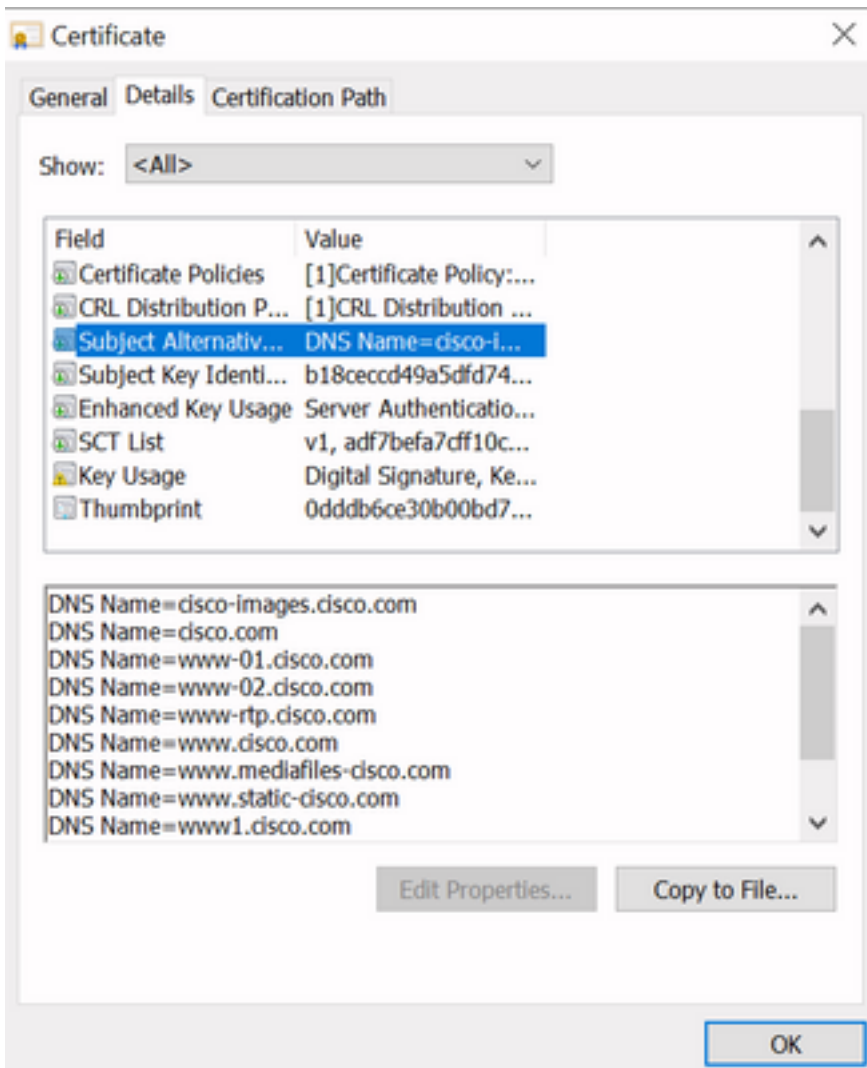 Certificate
General Details Certification Path
Show: <All>
Field Value
Certificate Policies [1]Certificate Policy:...
CRL Distribution P... [1]CRL Distribution ...
Subject Alternativ... DNS Name=cisco-i...
Subject Key Identi... b18ceccd49a5dfd74...
Enhanced Key Usage Server Authenticatio...
SCT List v1, adf7befa7cff10c...
Key Usage Digital Signature, Ke...
Thumbprint 0dddb6ce30b00bd7...
DNS Name=cisco-images.cisco.com
DNS Name=cisco.com
DNS Name=www-01.cisco.com
DNS Name=www-02.cisco.com
DNS Name=www-rtp.cisco.com
DNS Name=www.cisco.com
DNS Name=www.mediafiles-cisco.com
DNS Name=www.static-cisco.com
DNS Name=www1.cisco.com
Edit Properties... Copy to File...
OK